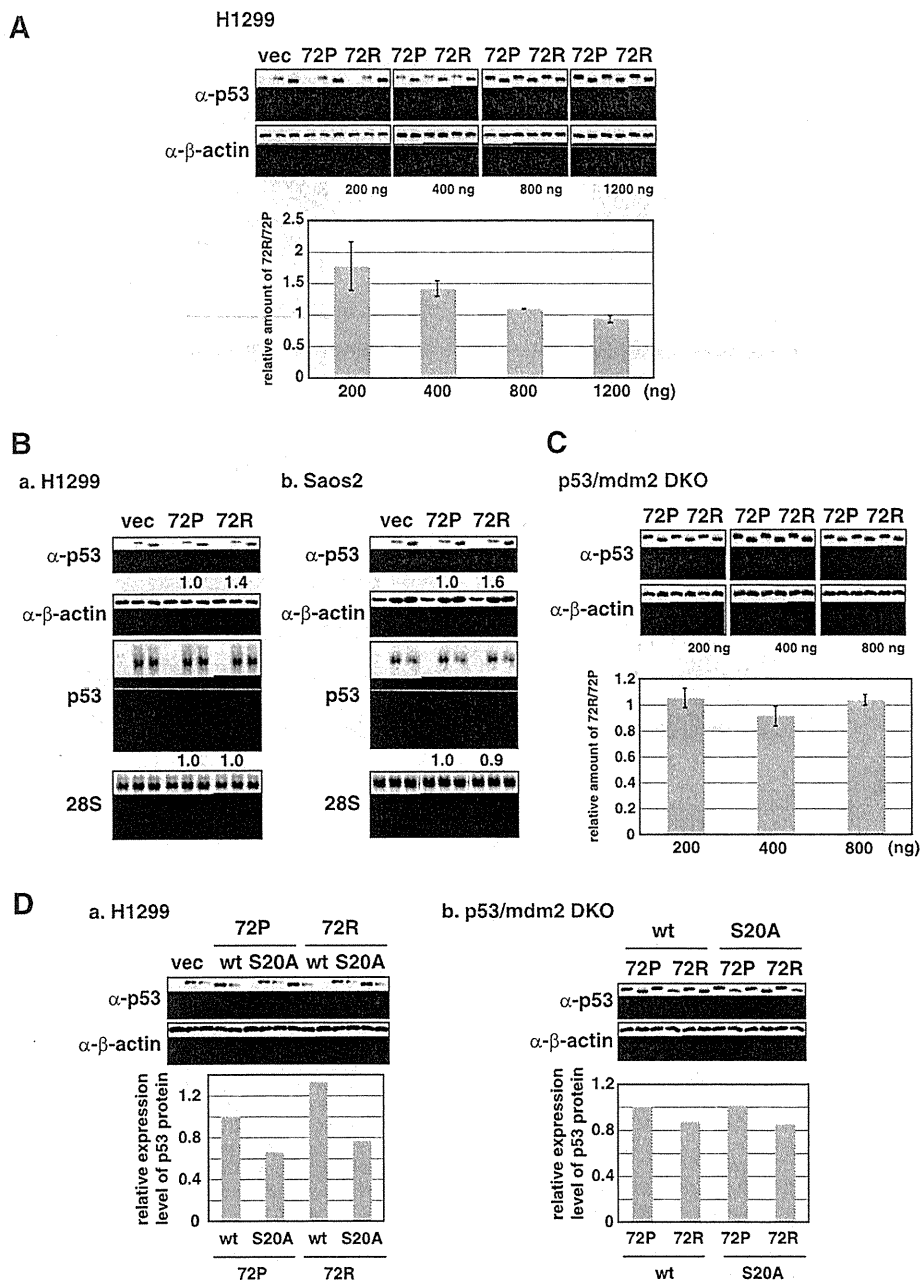 A
H1299
vec 72P 72R 72P 72R 72P 72R 72P 72R
α-p53
α-β-actin
200 ng 400 ng 800 ng 1200 ng
relative amount of 72R/72P
2.5
2
1.5
1
0.5
0
200 400 800 1200 (ng)
B
a. H1299
vec 72P 72R
α-p53
1.0 1.4
α-β-actin
p53
1.0 1.0
28S
b. Saos2
vec 72P 72R
α-p53
1.0 1.6
α-β-actin
p53
1.0 0.9
28S
C
p53/mdm2 DKO
72P 72R 72P 72R 72P 72R
α-p53
α-β-actin
200 ng 400 ng 800 ng
relative amount of 72R/72P
1.2
1
0.8
0.6
0.4
0.2
0
200 400 800 (ng)
D
a. H1299
72P 72R
vec wt S20A wt S20A
α-p53
α-β-actin
relative expression
level of p53 protein
1.2
0.8
0.4
0
wt S20A wt S20A
72P 72R
b. p53/mdm2 DKO
wt S20A
72P 72R 72P 72R
α-p53
α-β-actin
relative expression
level of p53 protein
1.2
0.8
0.4
0
72P 72R 72P 72R
wt S20A